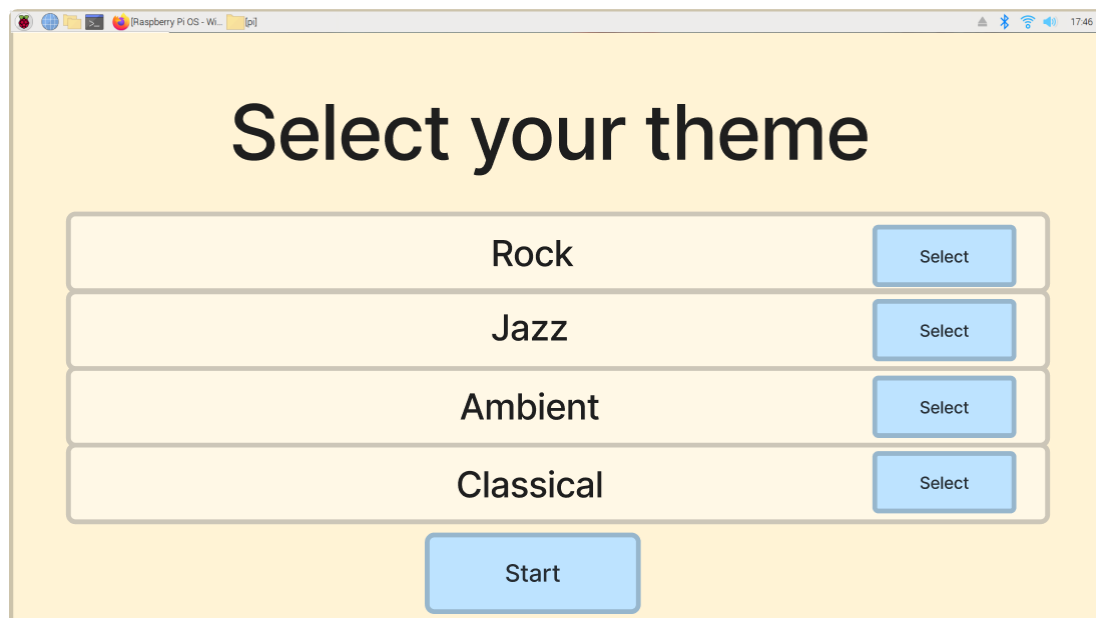 [Raspberry Pi OS - Wi... [pi] 17:46
Select your theme
Rock Select
Jazz Select
Ambient Select
Classical Select
Start